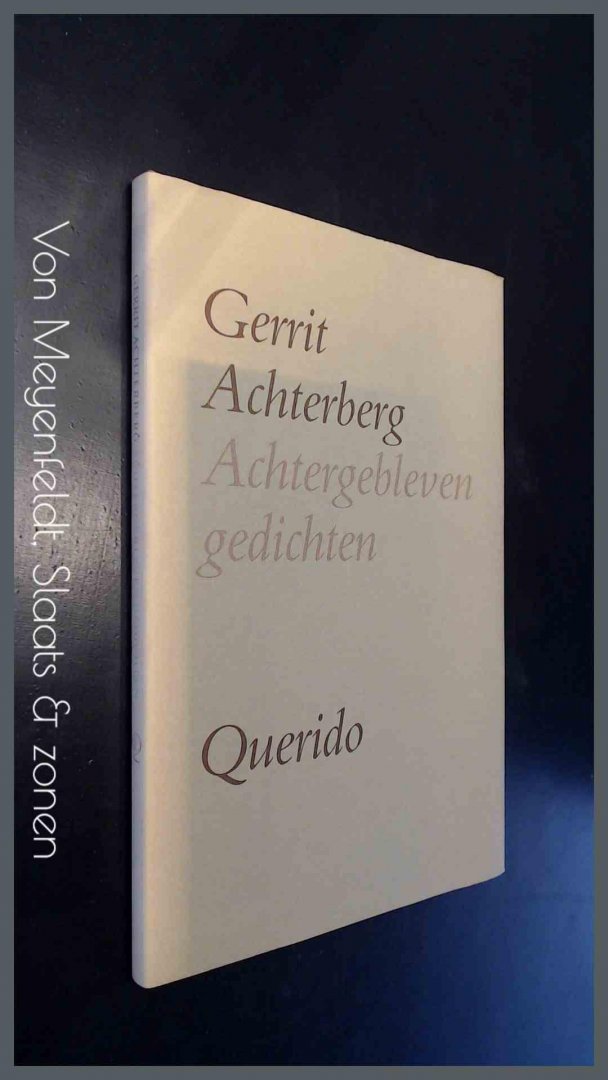 Gerrit
Achterberg
Achtergebleven
gedichten
Querido
GERRIT ACHTERBERG
Von Meyenfeldt, Slaats & zonen